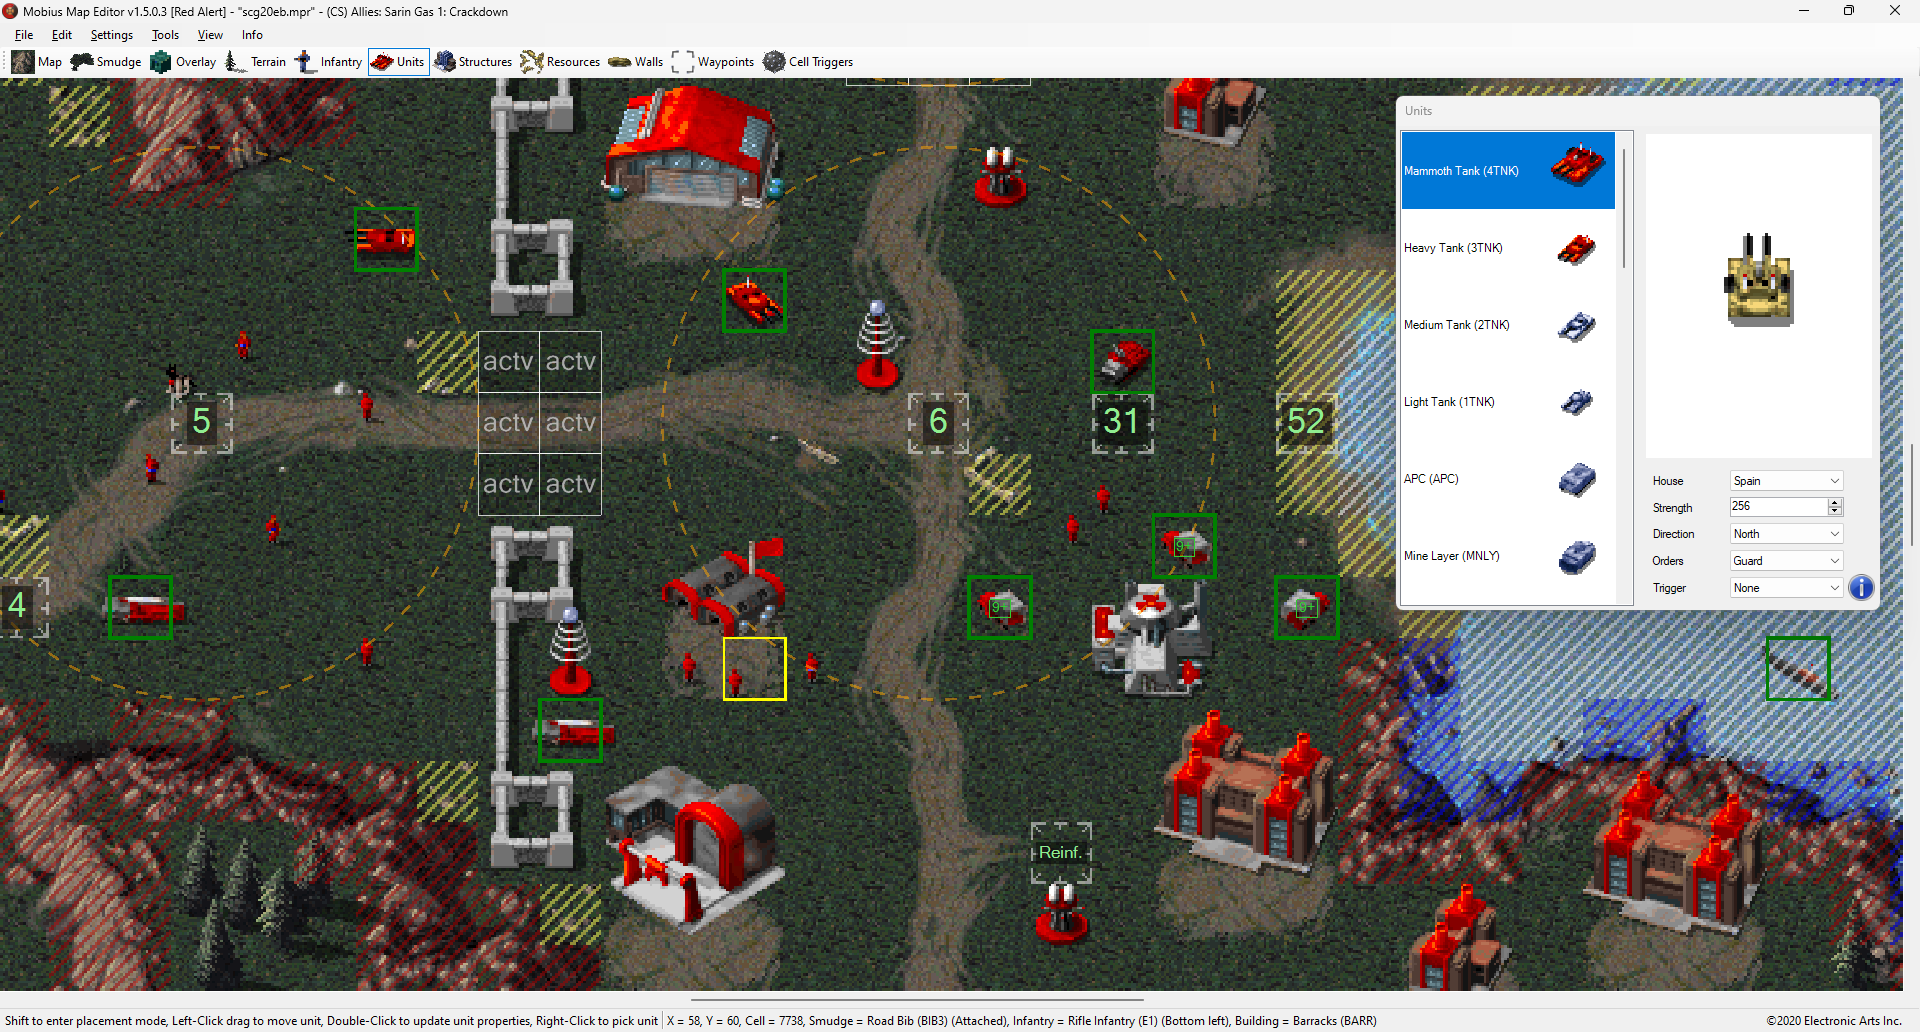 Mobius Map Editor v1.5.0.3 [Red Alert] - "scg20eb.mpr" - (CS) Allies: Sarin Gas 1: Crackdown
File Edit Settings Tools View Info
Map Smudge Overlay Terrain Infantry Units Structures Resources Walls Waypoints Cell Triggers
Units
Mammoth Tank (4TNK)
Heavy Tank (3TNK)
Medium Tank (2TNK)
Light Tank (1TNK)
APC (APC)
Mine Layer (MNLY)
House Spain
Strength 256
Direction North
Orders Guard
Trigger None
actv actv
5 actv actv 6 31 52
actv actv
9+
4 9+ 9+
Reinf.
Shift to enter placement mode, Left-Click drag to move unit, Double-Click to update unit properties, Right-Click to pick unit X = 58, Y = 60, Cell = 7738, Smudge = Road Bib (BIB3) (Attached), Infantry = Rifle Infantry (E1) (Bottom left), Building = Barracks (BARR) ©2020 Electronic Arts Inc.